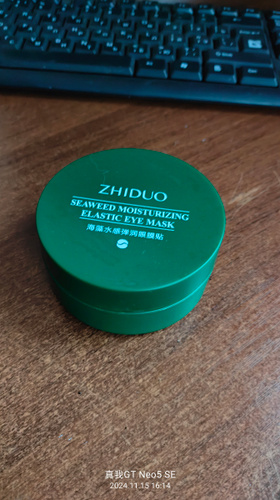 ZHIDUO
SEAWEED MOISTURIZING
ELASTIC EYE MASK
海藻水感弹润眼膜贴
真我GT Neo5 SE
2024.11.15 16:14